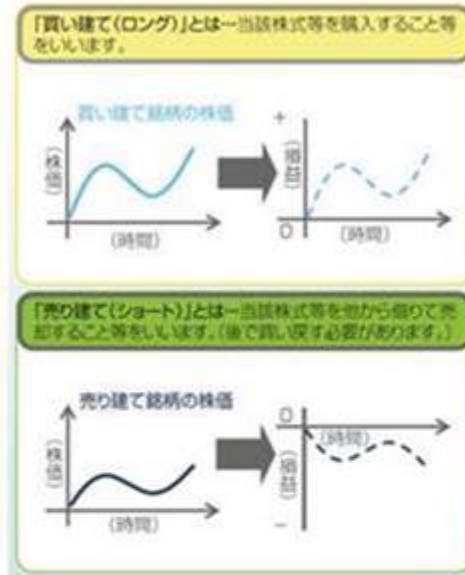 「買い建て(ロング)」とは…当該株式等を購入すること等
をいいます。
買い建て銘柄の株価
(株価)
(時間)
+
(損益)
0
(時間)
「売り建て(ショート)」とは…当該株式等を他から借りて売
却すること等をいいます。(後で買い戻す必要があります。)
売り建て銘柄の株価
(株価)
(時間)
0
(時間)
(損益)
−